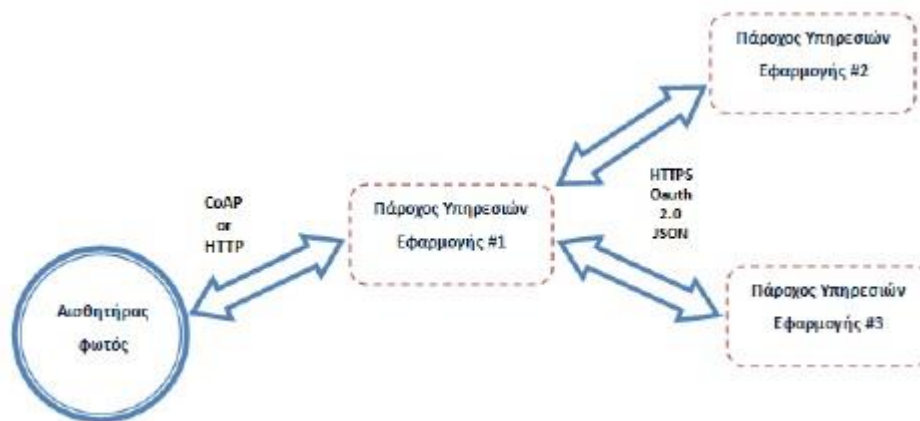 Πάροχος Υπηρεσιών
Εφαρμογής #2
HTTPS
Oauth
2.0
JSON
CoAP
or
HTTP
Πάροχος Υπηρεσιών
Εφαρμογής #1
Αισθητήρας
φωτός
Πάροχος Υπηρεσιών
Εφαρμογής #3